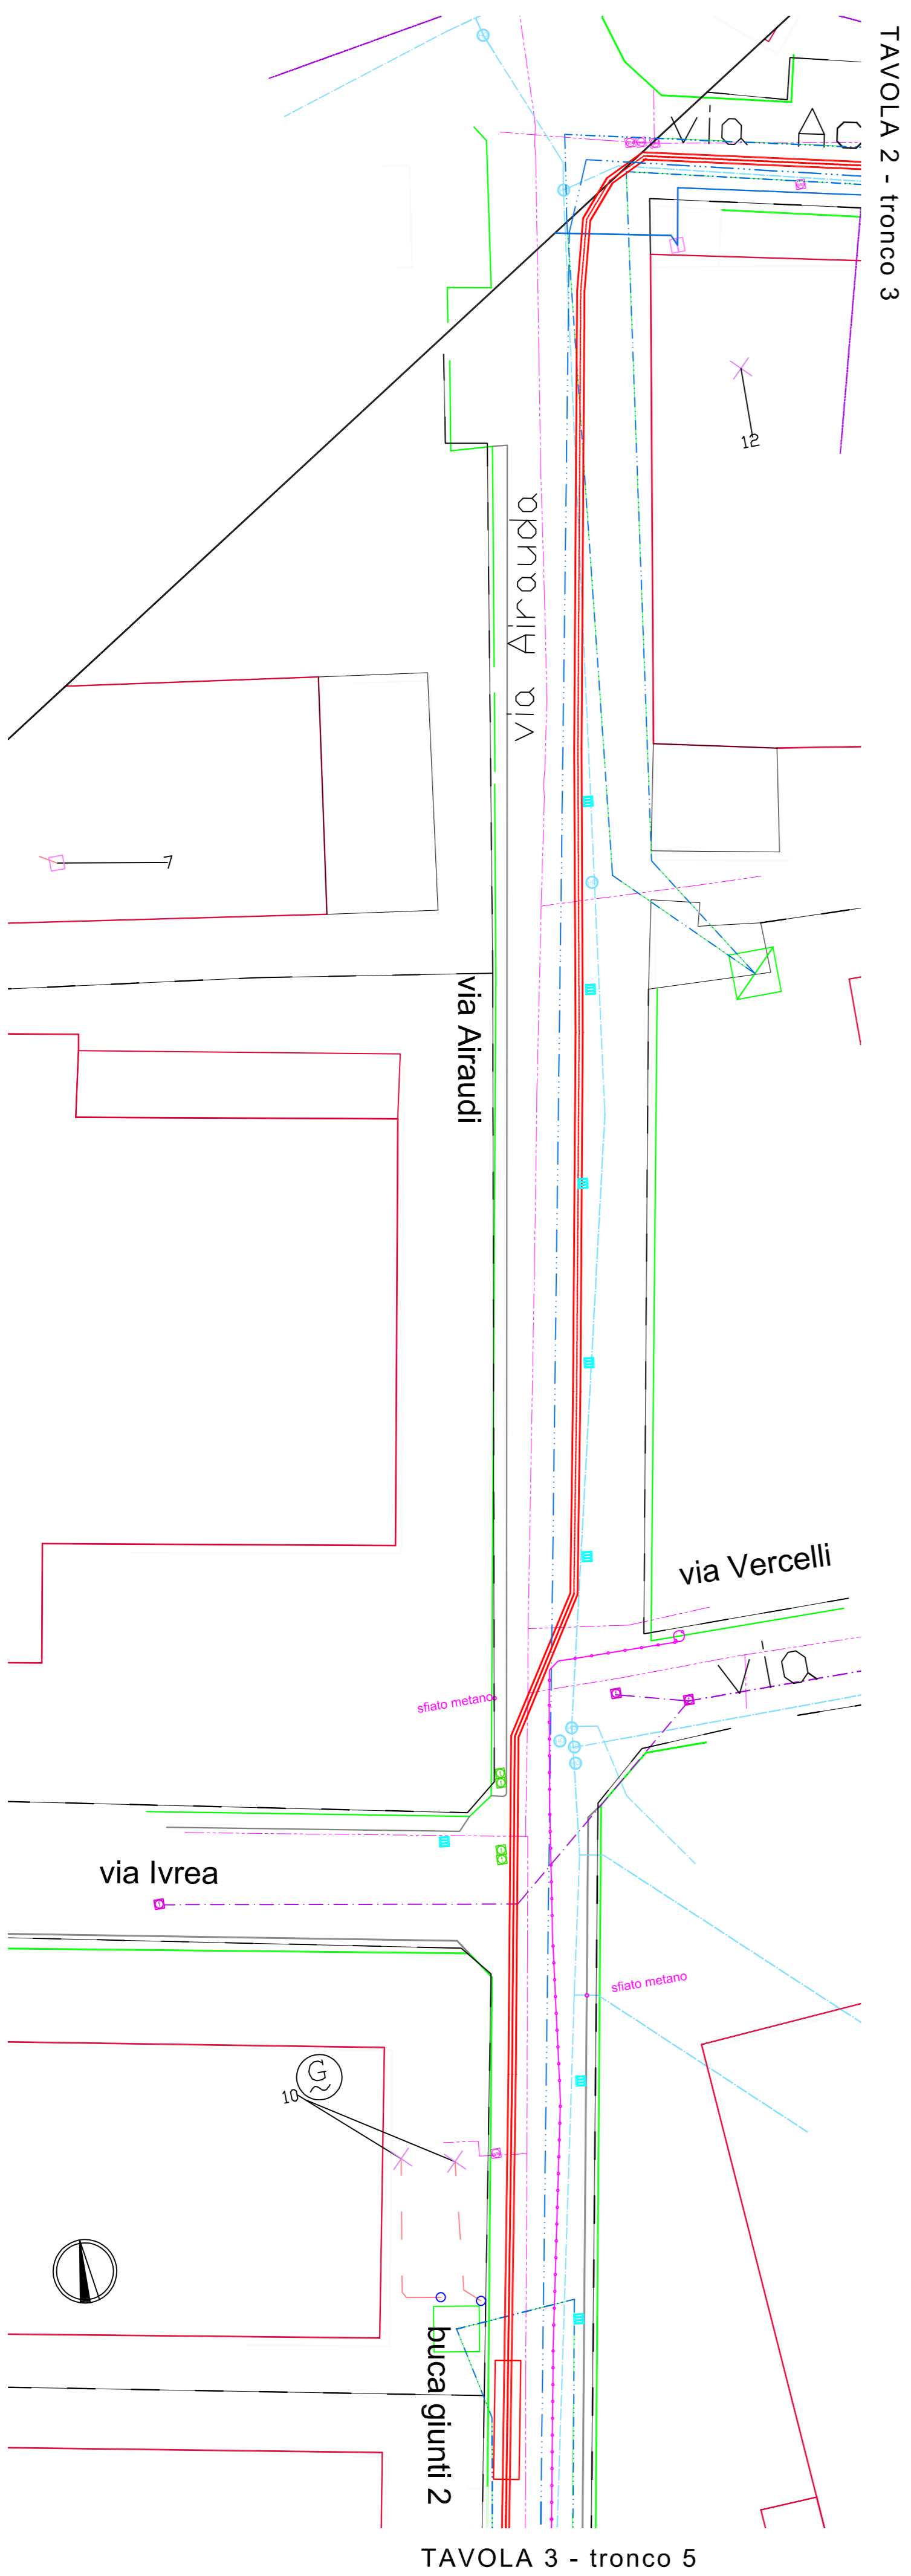 TAVOLA 2 - tronco 3
Via Ac
12
via Airauda
7
via Airaudi
via Vercelli
Via
sfiato metano
via Ivrea
sfiato metano
G
10
buca giunti 2
TAVOLA 3 - tronco 5